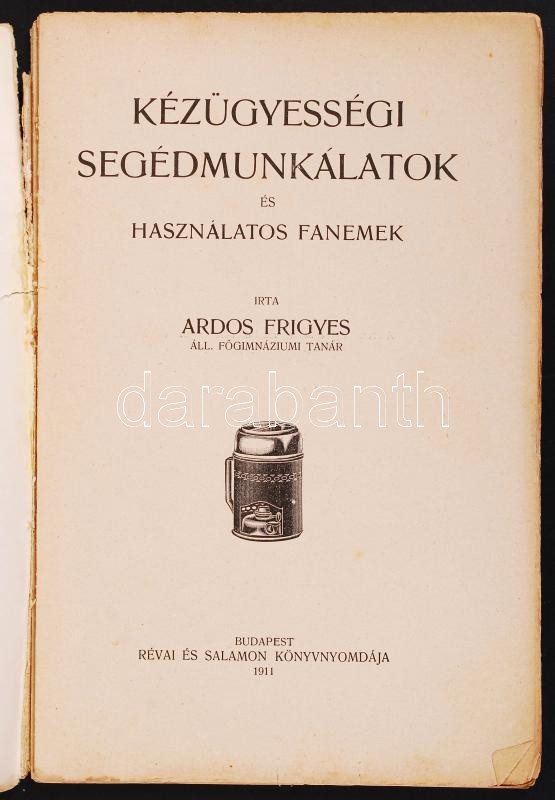 KÉZÜGYESSÉGI
SEGÉDMUNKÁLATOK
ÉS
HASZNÁLATOS FANEMEK
IRTA
ARDOS FRIGYES
ÁLL. FŐGIMNÁZIUMI TANÁR
darabanth
BUDAPEST
RÉVAI ÉS SALAMON KÖNYVNYOMDÁJA
1911